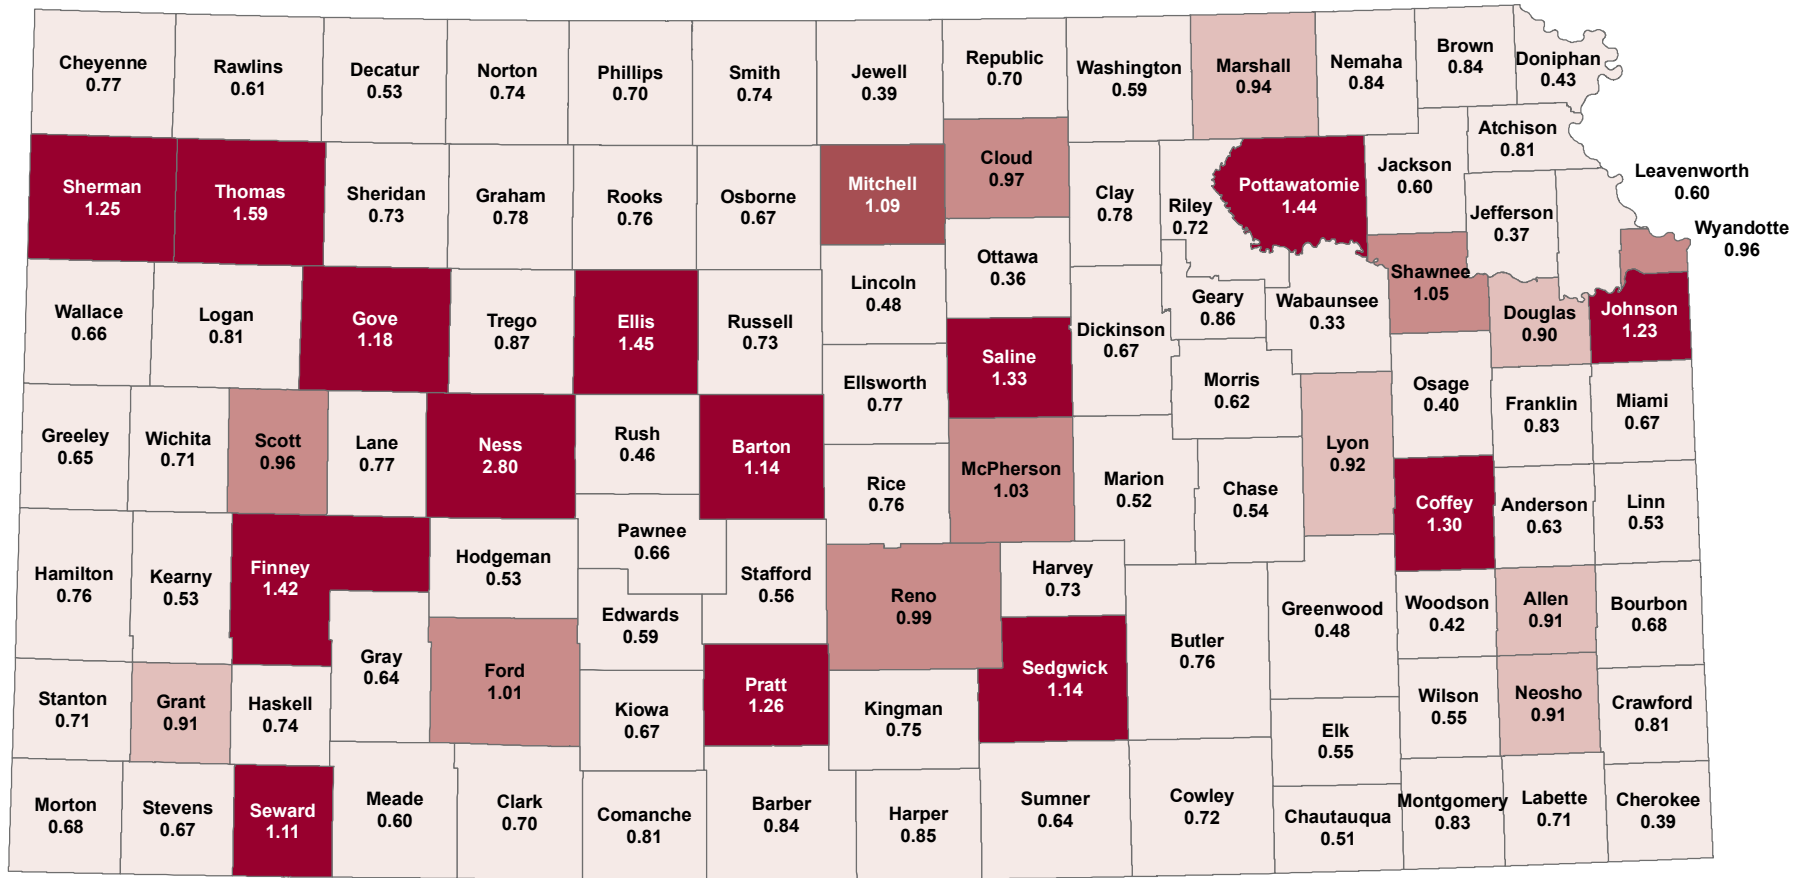 Cheyenne
0.77
Rawlins
0.61
Decatur
0.53
Norton
0.74
Phillips
0.70
Smith
0.74
Jewell
0.39
Republic
0.70
Washington
0.59
Marshall
0.94
Nemaha
0.84
Brown
0.84
Doniphan
0.43
Sherman
1.25
Thomas
1.59
Sheridan
0.73
Graham
0.78
Rooks
0.76
Osborne
0.67
Mitchell
1.09
Cloud
0.97
Clay
0.78
Riley
0.72
Pottawatomie
1.44
Jackson
0.60
Atchison
0.81
Jefferson
0.37
Leavenworth
0.60
Wyandotte
0.96
Wallace
0.66
Logan
0.81
Gove
1.18
Trego
0.87
Ellis
1.45
Russell
0.73
Lincoln
0.48
Ottawa
0.36
Saline
1.33
Dickinson
0.67
Geary
0.86
Wabaunsee
0.33
Shawnee
1.05
Douglas
0.90
Johnson
1.23
Greeley
0.65
Wichita
0.71
Scott
0.96
Lane
0.77
Ness
2.80
Rush
0.46
Barton
1.14
Ellsworth
0.77
Rice
0.76
McPherson
1.03
Marion
0.52
Morris
0.62
Chase
0.54
Lyon
0.92
Osage
0.40
Franklin
0.83
Miami
0.67
Coffey
1.30
Anderson
0.63
Linn
0.53
Hamilton
0.76
Kearny
0.53
Finney
1.42
Hodgeman
0.53
Pawnee
0.66
Stafford
0.56
Edwards
0.59
Reno
0.99
Harvey
0.73
Butler
0.76
Greenwood
0.48
Woodson
0.42
Allen
0.91
Bourbon
0.68
Stanton
0.71
Grant
0.91
Haskell
0.74
Gray
0.64
Ford
1.01
Kiowa
0.67
Pratt
1.26
Kingman
0.75
Sedgwick
1.14
Elk
0.55
Wilson
0.55
Neosho
0.91
Crawford
0.81
Morton
0.68
Stevens
0.67
Seward
1.11
Meade
0.60
Clark
0.70
Comanche
0.81
Barber
0.84
Harper
0.85
Sumner
0.64
Cowley
0.72
Chautauqua
0.51
Montgomery
0.83
Labette
0.71
Cherokee
0.39